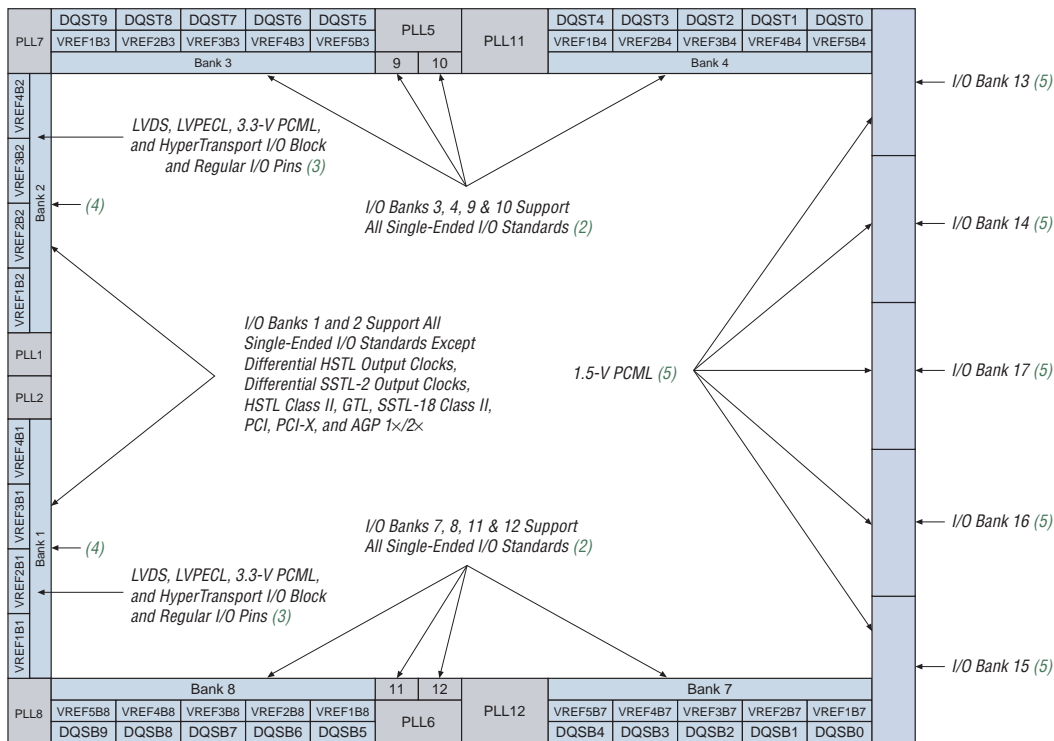 PLL7
DQST9 DQST8 DQST7 DQST6 DQST5
VREF1B3 VREF2B3 VREF3B3 VREF4B3 VREF5B3
Bank 3
PLL5
9 10
PLL11
DQST4 DQST3 DQST2 DQST1 DQST0
VREF1B4 VREF2B4 VREF3B4 VREF4B4 VREF5B4
Bank 4
VREF4B2
VREF3B2
VREF2B2
VREF1B2
Bank 2
LVDS, LVPECL, 3.3-V PCML,
and HyperTransport I/O Block
and Regular I/O Pins (3)
(4)
I/O Banks 3, 4, 9 & 10 Support
All Single-Ended I/O Standards (2)
I/O Bank 13 (5)
I/O Bank 14 (5)
PLL1
PLL2
I/O Banks 1 and 2 Support All
Single-Ended I/O Standards Except
Differential HSTL Output Clocks,
Differential SSTL-2 Output Clocks,
HSTL Class II, GTL, SSTL-18 Class II,
PCI, PCI-X, and AGP 1×/2×
1.5-V PCML (5)
I/O Bank 17 (5)
VREF4B1
VREF3B1
VREF2B1
VREF1B1
Bank 1
(4)
LVDS, LVPECL, 3.3-V PCML,
and HyperTransport I/O Block
and Regular I/O Pins (3)
I/O Banks 7, 8, 11 & 12 Support
All Single-Ended I/O Standards (2)
I/O Bank 16 (5)
I/O Bank 15 (5)
PLL8
Bank 8
VREF5B8 VREF4B8 VREF3B8 VREF2B8 VREF1B8
DQSB9 DQSB8 DQSB7 DQSB6 DQSB5
11 12
PLL6
PLL12
Bank 7
VREF5B7 VREF4B7 VREF3B7 VREF2B7 VREF1B7
DQSB4 DQSB3 DQSB2 DQSB1 DQSB0